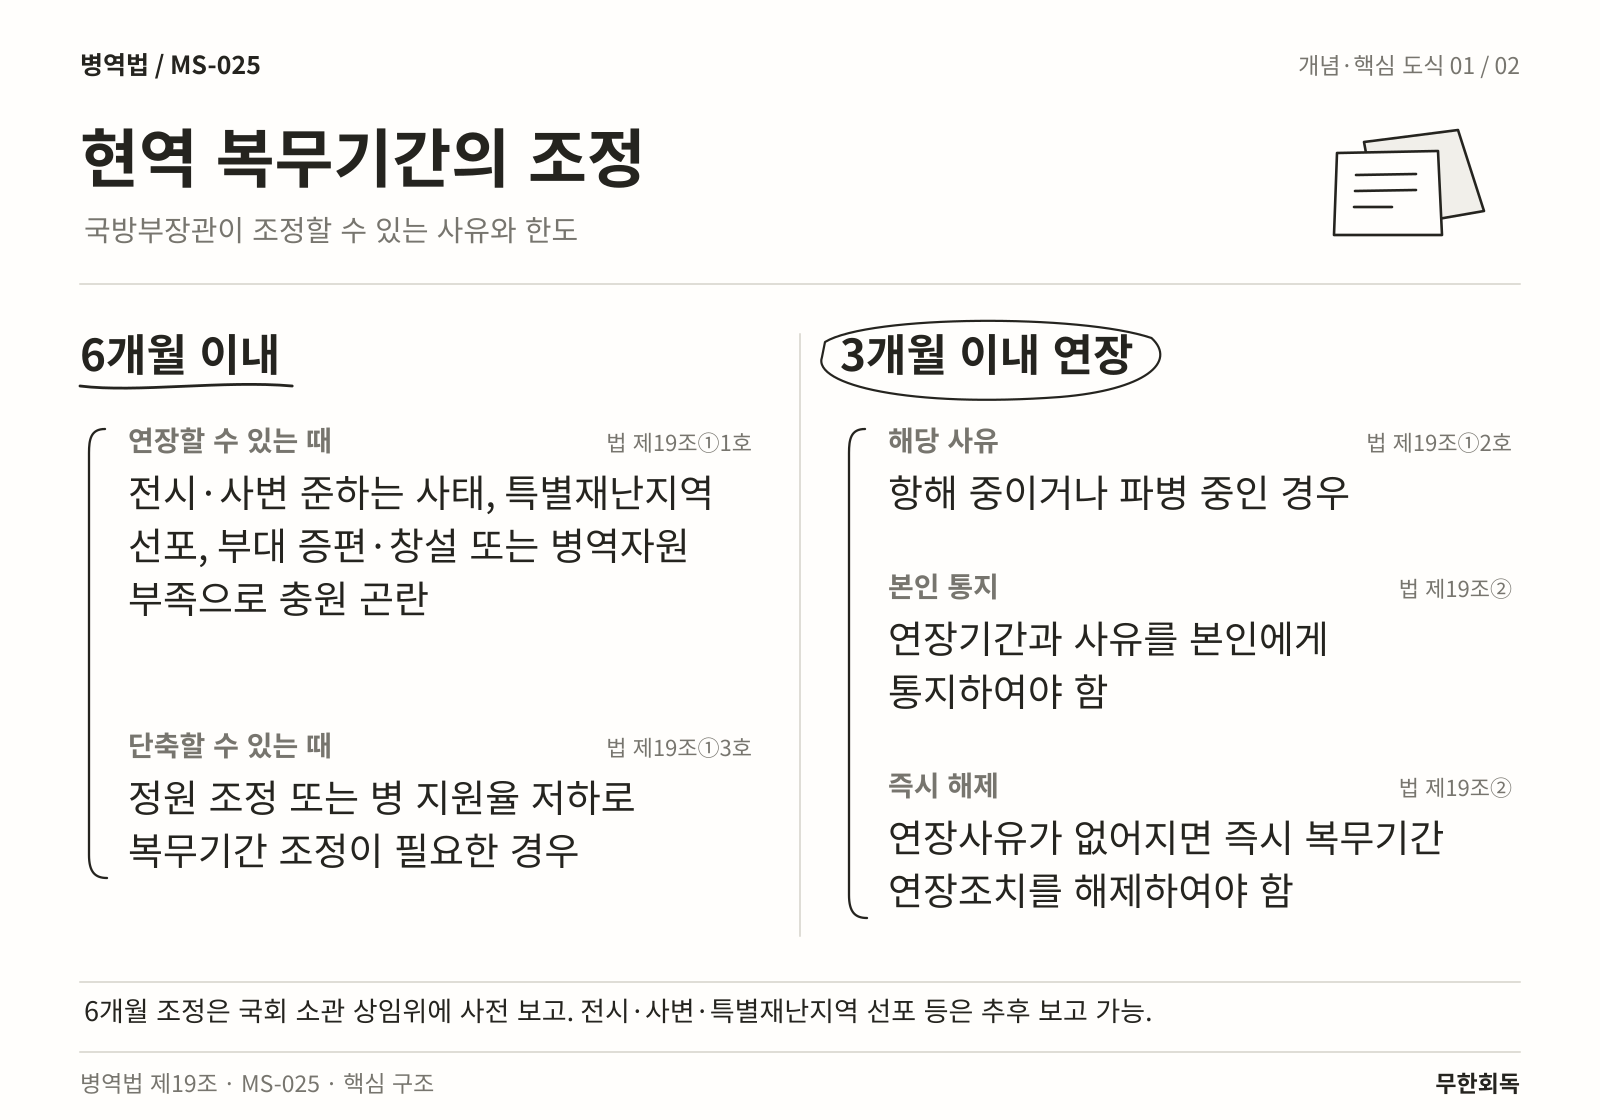 병역법 / MS-025
개념·핵심 도식 01 / 02
현역 복무기간의 조정
국방부장관이 조정할 수 있는 사유와 한도
6개월 이내
연장할 수 있는 때
법 제19조①1호
전시·사변 준하는 사태, 특별재난지역
선포, 부대 증편·창설 또는 병역자원
부족으로 충원 곤란
단축할 수 있는 때
법 제19조①3호
정원 조정 또는 병 지원율 저하로
복무기간 조정이 필요한 경우
3개월 이내 연장
해당 사유
법 제19조①2호
항해 중이거나 파병 중인 경우
본인 통지
법 제19조②
연장기간과 사유를 본인에게
통지하여야 함
즉시 해제
법 제19조②
연장사유가 없어지면 즉시 복무기간
연장조치를 해제하여야 함
6개월 조정은 국회 소관 상임위에 사전 보고. 전시·사변·특별재난지역 선포 등은 추후 보고 가능.
병역법 제19조 · MS-025 · 핵심 구조
무한회독